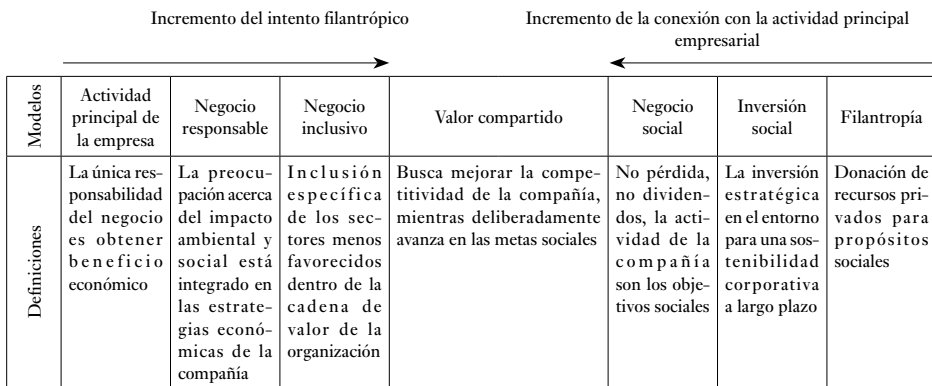 Incremento del intento filantrópico
Incremento de la conexión con la actividad principal
empresarial
Modelos
Actividad
principal de
la empresa
Negocio
responsable
Negocio
inclusivo
Valor compartido
Negocio
social
Inversión
social
Filantropía
Definiciones
La única res-
ponsabilidad
del negocio
es obtener
beneficio
económico
La preocu-
pación acerca
del impacto
ambiental y
social está
integrado en
las estrate-
gias econó-
micas de la
compañía
Inclusión
específica
de los sec-
tores menos
favorecidos
dentro de la
cadena de
valor de la
organización
Busca mejorar la compe-
titividad de la compañía,
mientras deliberadamente
avanza en las metas sociales
No pérdida,
no dividen-
dos, la acti-
vidad de la
compañía
son los obje-
tivos sociales
La inversión
estratégica
en el entorno
para una sos-
tenibilidad
corporativa
a largo plazo
Donación de
recursos pri-
vados para
propósitos
sociales